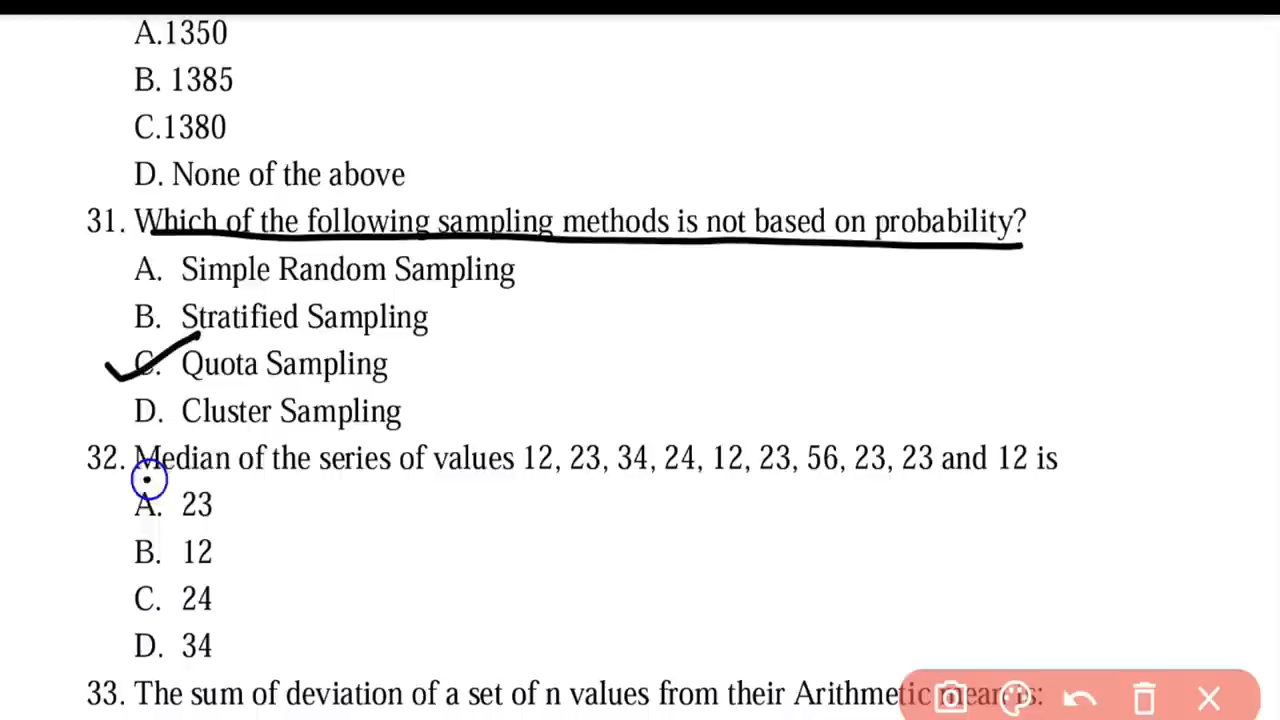 A.1350
B. 1385
C.1380
D. None of the above
31. Which of the following sampling methods is not based on probability?
A. Simple Random Sampling
B. Stratified Sampling
C. Quota Sampling
D. Cluster Sampling
32. Median of the series of values 12, 23, 34, 24, 12, 23, 56, 23, 23 and 12 is
A. 23
B. 12
C. 24
D. 34
33. The sum of deviation of a set of n values from their Arithmetic mean is: